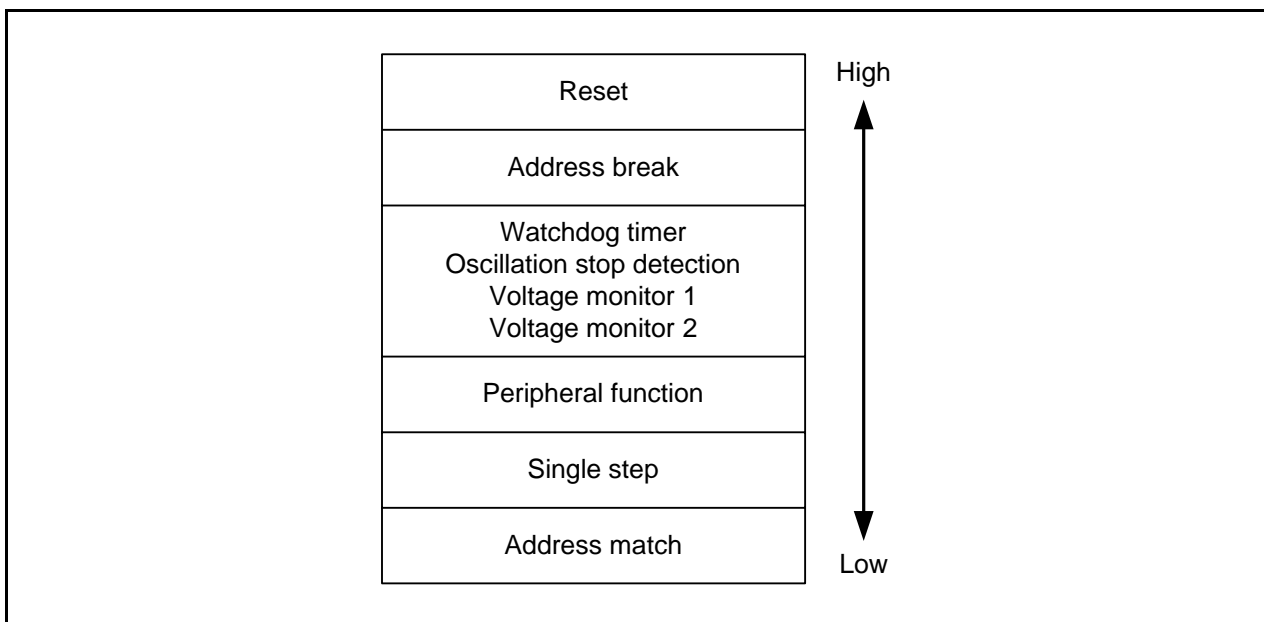 Reset
High
Address break
Watchdog timer
Oscillation stop detection
Voltage monitor 1
Voltage monitor 2
Peripheral function
Single step
Address match
Low